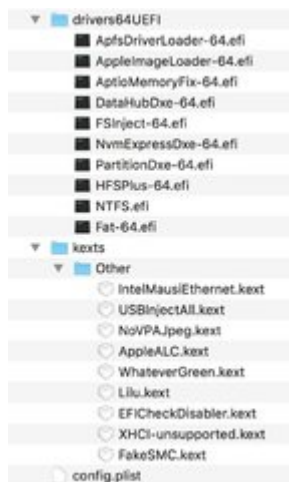 drivers64UEFI
ApfsDriverLoader-64.efi
AppleImageLoader-64.efi
AptioMemoryFix-64.efi
DataHubDxe-64.efi
FSInject-64.efi
NvmExpressDxe-64.efi
PartitionDxe-64.efi
HFSPlus-64.efi
NTFS.efi
Fat-64.efi
kexts
Other
IntelMausiEthernet.kext
USBInjectAll.kext
NoVPAJpeg.kext
AppleALC.kext
WhateverGreen.kext
Lilu.kext
EFICheckDisabler.kext
XHCI-unsupported.kext
FakeSMC.kext
config.plist